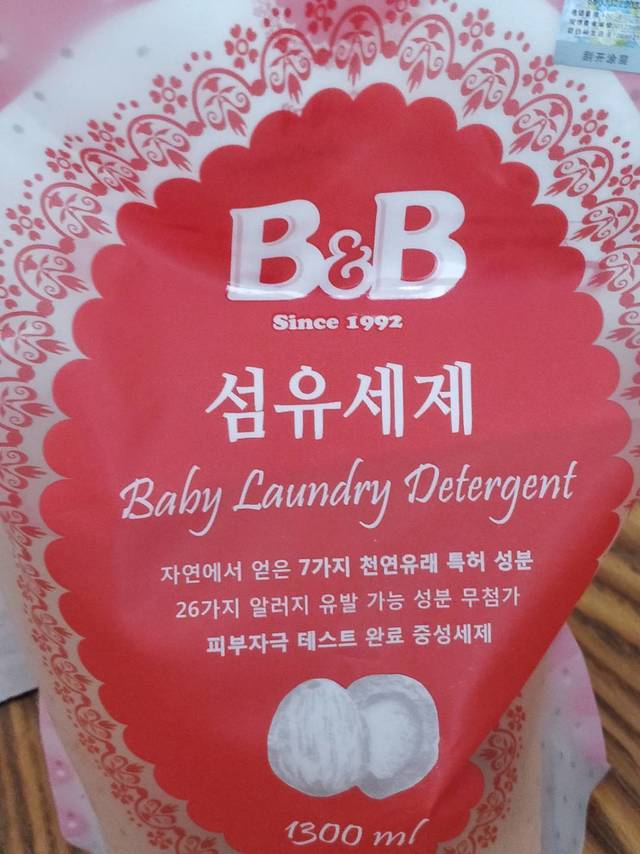 B&B
Since 1992
섬유세제
Baby Laundry Detergent
자연에서 얻은 7가지 천연유래 특허 성분
26가지 알러지 유발 가능 성분 무첨가
피부자극 테스트 완료 중성세제
1300 ml